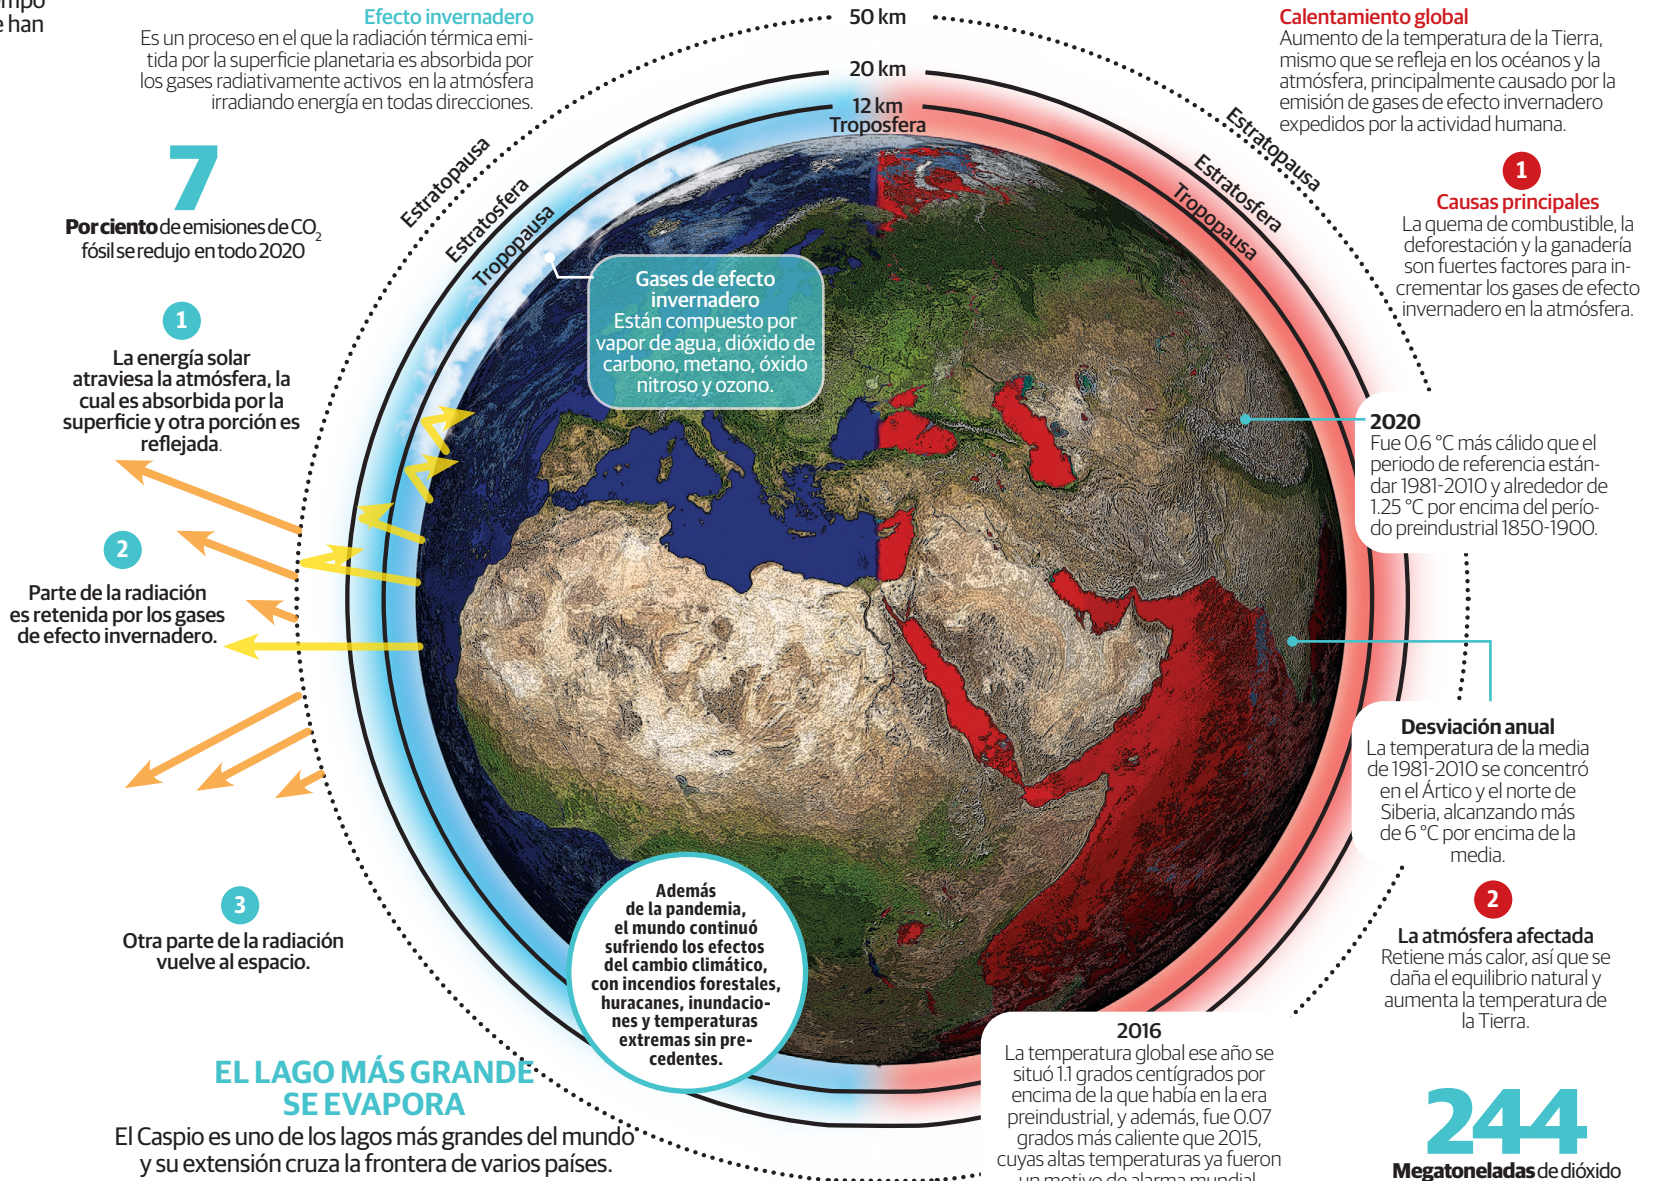 e han
Efecto invernadero
Es un proceso en el que la radiación térmica emi-
tida por la superficie planetaria es absorbida por
los gases radiativamente activos en la atmósfera
irradiando energía en todas direcciones.
7
Por ciento de emisiones de CO2
fósil se redujo en todo 2020
1
La energía solar
atraviesa la atmósfera, la
cual es absorbida por la
superficie y otra porción es
reflejada.
2
Parte de la radiación
es retenida por los gases
de efecto invernadero.
3
Otra parte de la radiación
vuelve al espacio.
50 km
20 km
12 km
Troposfera
Estratopausa
Estratosfera
Tropopausa
Estratopausa
Estratosfera
Tropopausa
Gases de efecto
invernadero
Están compuesto por
vapor de agua, dióxido de
carbono, metano, óxido
nitroso y ozono.
Calentamiento global
Aumento de la temperatura de la Tierra,
mismo que se refleja en los océanos y la
atmósfera, principalmente causado por la
emisión de gases de efecto invernadero
expedidos por la actividad humana.
1
Causas principales
La quema de combustible, la
deforestación y la ganadería
son fuertes factores para in-
crementar los gases de efecto
invernadero en la atmósfera.
2020
Fue 0.6 °C más cálido que el
periodo de referencia están-
dar 1981-2010 y alrededor de
1.25 °C por encima del perío-
do preindustrial 1850-1900.
Desviación anual
La temperatura de la media
de 1981-2010 se concentró
en el Ártico y el norte de
Siberia, alcanzando más
de 6 °C por encima de la
media.
2
La atmósfera afectada
Retiene más calor, así que se
daña el equilibrio natural y
aumenta la temperatura de
la Tierra.
Además
de la pandemia,
el mundo continuó
sufriendo los efectos
del cambio climático,
con incendios forestales,
huracanes, inundacio-
nes y temperaturas
extremas sin pre-
cedentes.
2016
La temperatura global ese año se
situó 1.1 grados centígrados por
encima de la que había en la era
preindustrial, y además, fue 0.07
grados más caliente que 2015,
cuyas altas temperaturas ya fueron
un motivo de alarma mundial
EL LAGO MÁS GRANDE
SE EVAPORA
El Caspio es uno de los lagos más grandes del mundo
y su extensión cruza la frontera de varios países.
244
Megatoneladas de dióxido